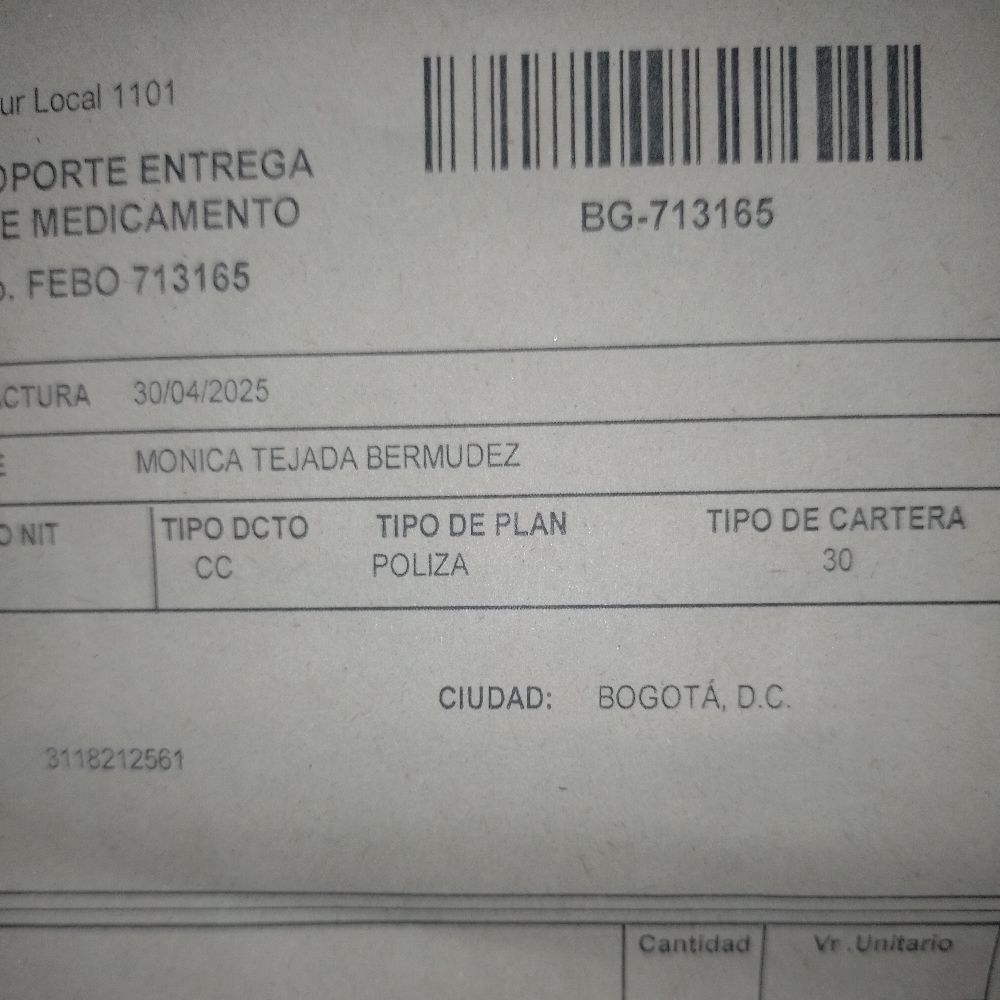 ur Local 1101
OPORTE ENTREGA
E MEDICAMENTO
. FEBO 713165
BG-713165
CTURA 30/04/2025
E MONICA TEJADA BERMUDEZ
O NIT TIPO DCTO TIPO DE PLAN TIPO DE CARTERA
CC POLIZA 30
CIUDAD: BOGOTÁ, D.C.
3118212561
Cantidad Vr .Unitario